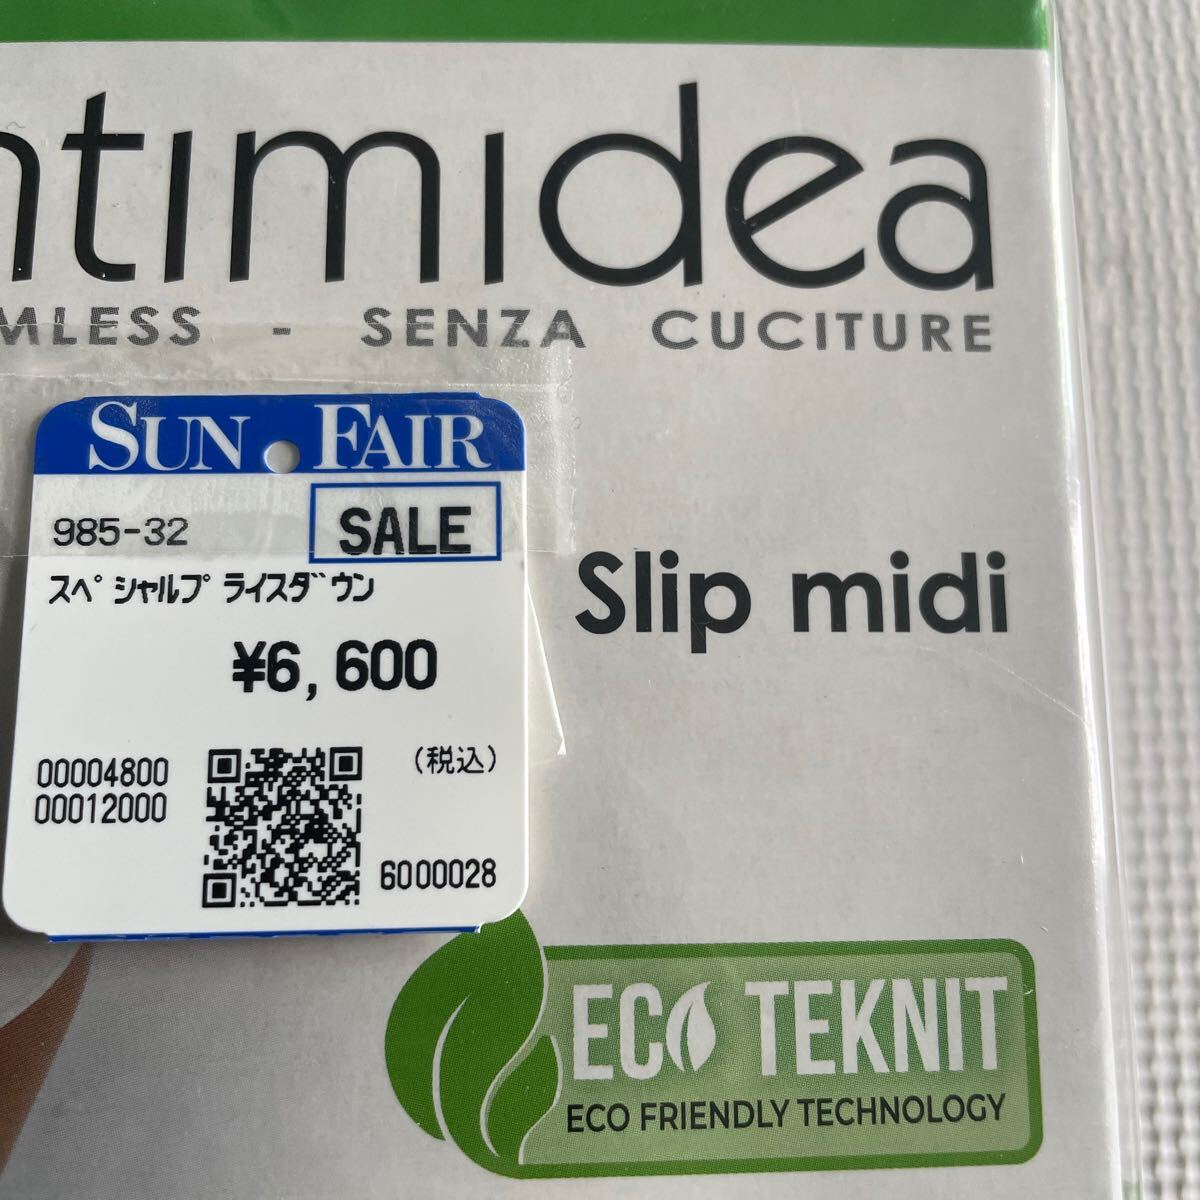 ntimidea
MLESS - SENZA CUCITURE
SUN FAIR
985-32
SALE
スペシャルプライスダウン
¥6,600
(税込)
00004800
00012000
6000028
Slip midi
ECO TEKNIT
ECO FRIENDLY TECHNOLOGY